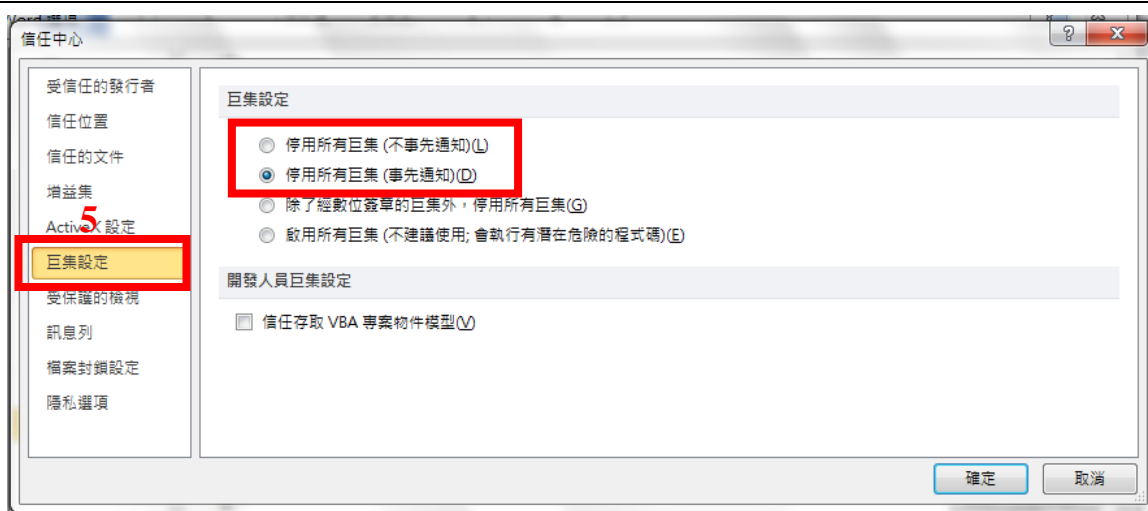 Word 選項
信任中心
受信任的發行者
信任位置
信任的文件
增益集
ActiveX 設定
5
巨集設定
受保護的檢視
訊息列
檔案封鎖設定
隱私選項
巨集設定
停用所有巨集 (不事先通知)(L)
停用所有巨集 (事先通知)(D)
除了經數位簽章的巨集外，停用所有巨集(G)
啟用所有巨集 (不建議使用; 會執行有潛在危險的程式碼)(E)
開發人員巨集設定
信任存取 VBA 專案物件模型(V)
確定
取消